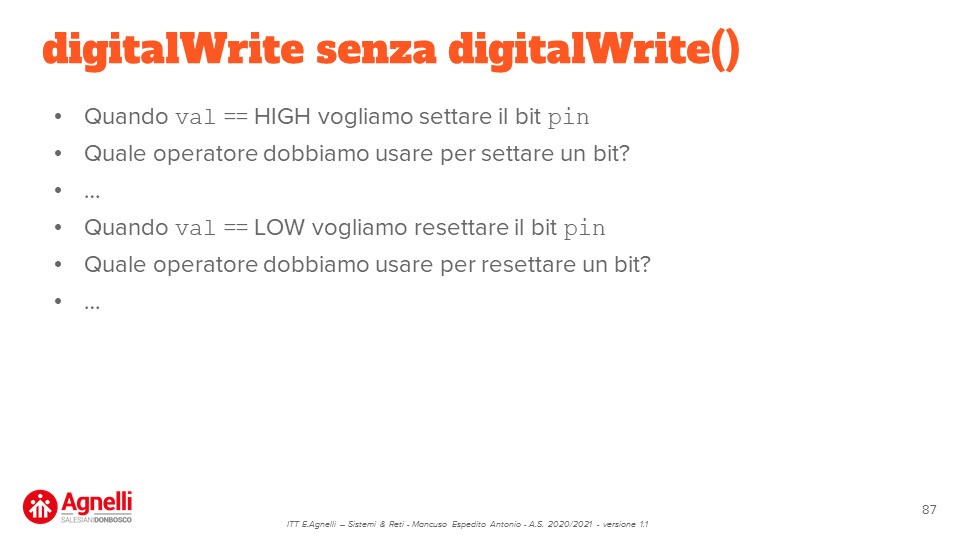 digitalWrite senza digitalWrite()
• Quando val == HIGH vogliamo settare il bit pin
• Quale operatore dobbiamo usare per settare un bit?
• …
• Quando val == LOW vogliamo resettare il bit pin
• Quale operatore dobbiamo usare per resettare un bit?
• …
Agnelli
SALESIANIDONBOSCO
ITT E.Agnelli – Sistemi & Reti - Mancuso Espedito Antonio - A.S. 2020/2021 - versione 1.1
87